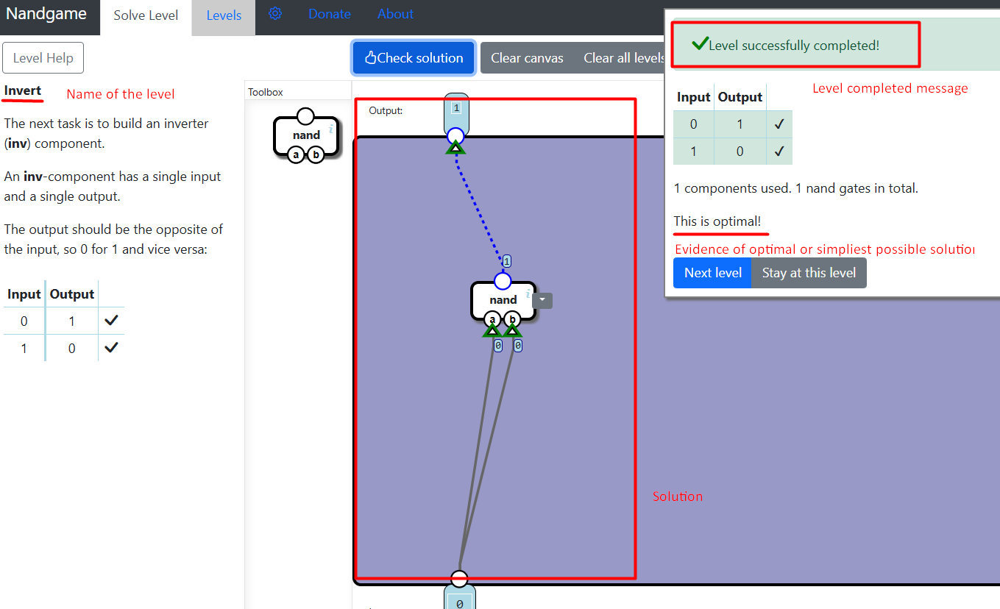 Nandgame
Solve Level
Levels
Donate
About
Level Help
Check solution
Clear canvas
Clear all levels
Invert
Name of the level
The next task is to build an inverter
(inv) component.
An inv-component has a single input
and a single output.
The output should be the opposite of
the input, so 0 for 1 and vice versa:
Input Output
0 1 ✓
1 0 ✓
Toolbox
nand
i
a b
Output:
1
1
nand
i
a b
0 0
0
Solution
Level successfully completed!
Level completed message
Input Output
0 1 ✓
1 0 ✓
1 components used. 1 nand gates in total.
This is optimal!
Evidence of optimal or simpliest possible solution
Next level
Stay at this level